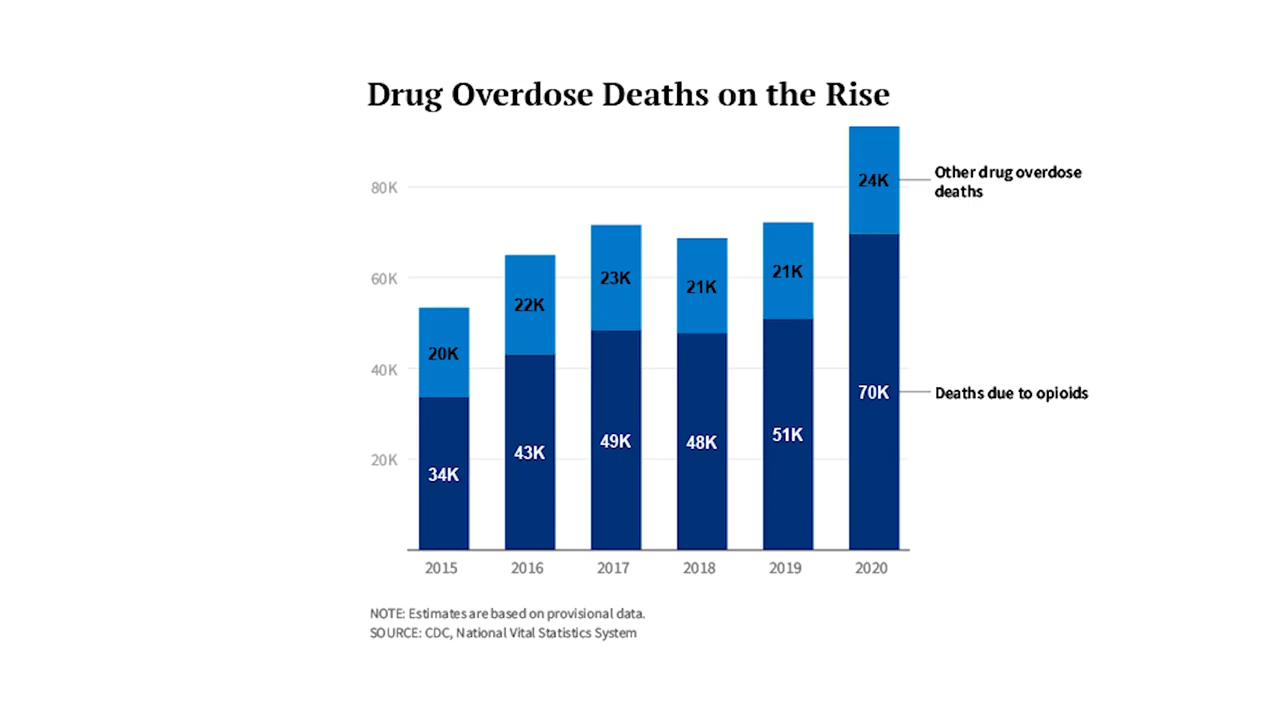 Drug Overdose Deaths on the Rise
80K
60K
40K
20K
24K
Other drug overdose
deaths
23K
21K
21K
22K
20K
70K
Deaths due to opioids
51K
49K
48K
43K
34K
2015 2016 2017 2018 2019 2020
NOTE: Estimates are based on provisional data.
SOURCE: CDC, National Vital Statistics System